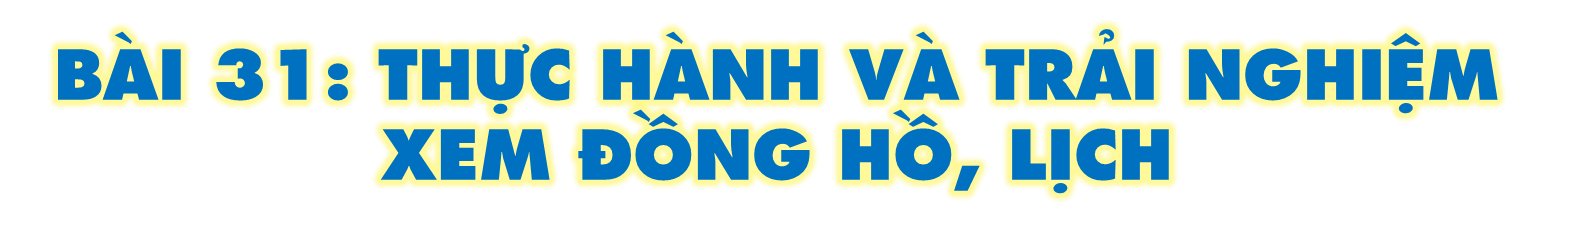 BÀI 31: THỰC HÀNH VÀ TRẢI NGHIỆM
XEM ĐỒNG HỒ, LỊCH